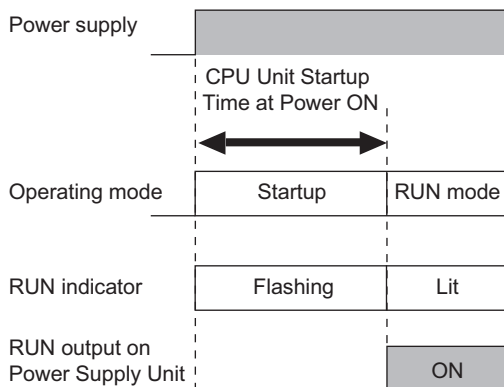 Power supply
CPU Unit Startup
Time at Power ON
Operating mode
Startup
RUN mode
RUN indicator
Flashing
Lit
RUN output on
Power Supply Unit
ON